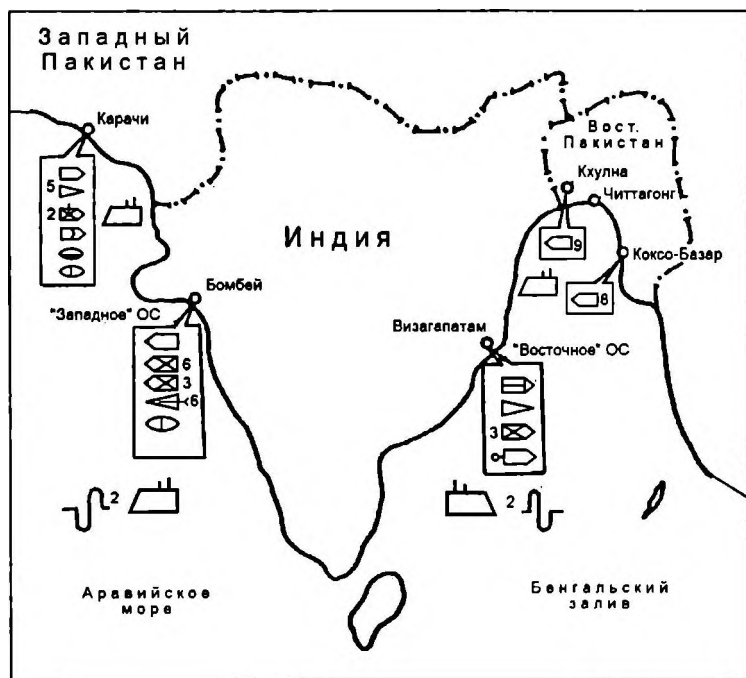 Западный
Пакистан
Карачи
5
2
Вост.
Пакистан
Кхулна
Читтагонг
9
Коксо-Базар
8
Индия
Бомбей
"Западное" ОС
6
3
6
Визагапатам
"Восточное" ОС
3
2
2
Аравийское
море
Бенгальский
залив